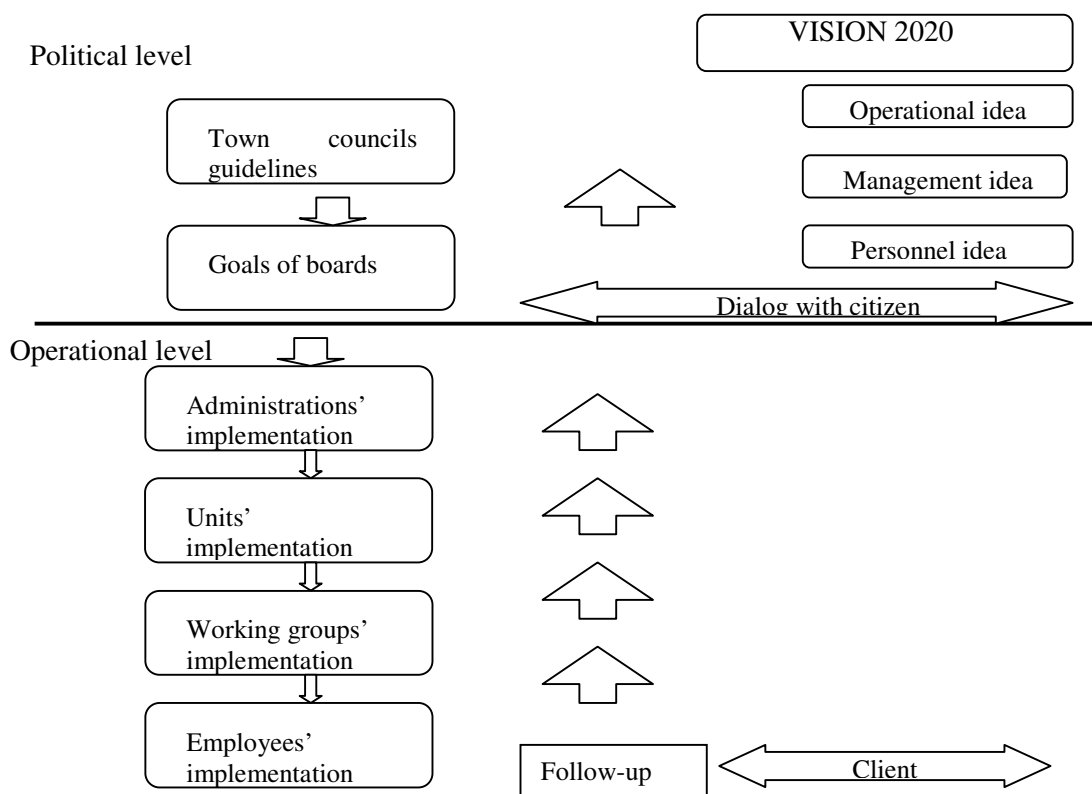 VISION 2020
Political level
Operational idea
Town councils
guidelines
Management idea
Goals of boards
Personnel idea
Dialog with citizen
Operational level
Administrations’
implementation
Units’
implementation
Working groups’
implementation
Employees’
implementation
Follow-up
Client